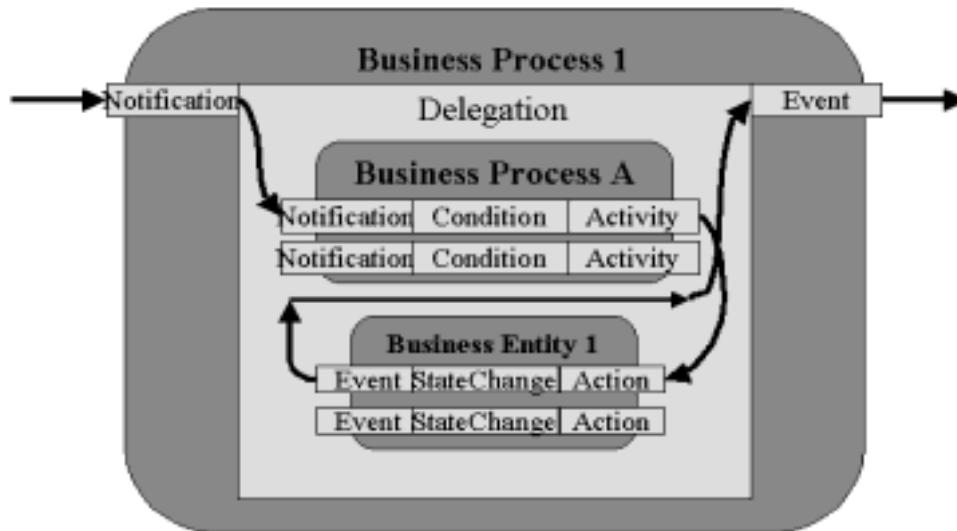 Business Process 1
Notification Delegation Event
Business Process A
Notification Condition Activity
Notification Condition Activity
Business Entity 1
Event StateChange Action
Event StateChange Action